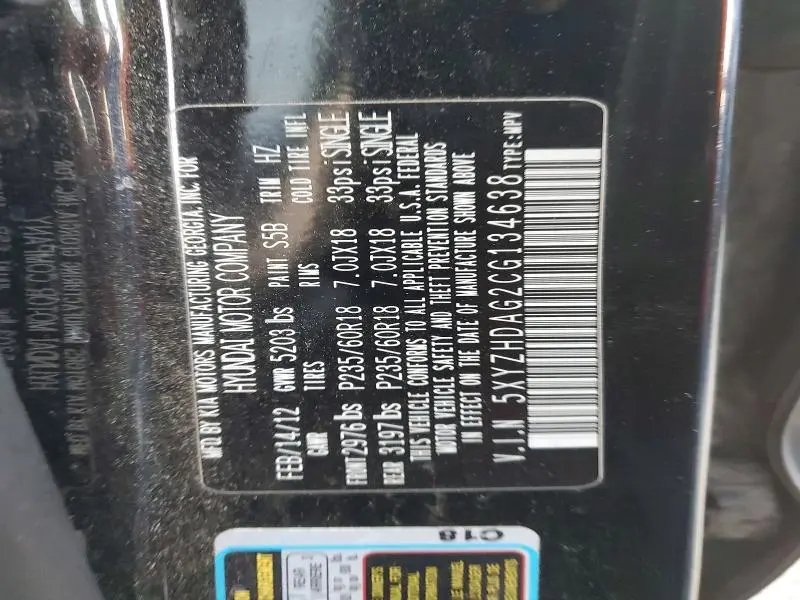 MFD BY KIA MOTORS MANUFACTURING GEORGIA, INC. FOR
HYUNDAI MOTOR COMPANY
FEB/14/12 GVWR 5203 lbs PAINT S5B TRIM HZ
GAWR TIRES RIMS COLD TIRE INFL
FRONT 2976 lbs P235/60R18 7.0JX18 33psi SINGLE
REAR 3197 lbs P235/60R18 7.0JX18 33psi SINGLE
THIS VEHICLE CONFORMS TO ALL APPLICABLE U.S.A. FEDERAL
MOTOR VEHICLE SAFETY AND THEFT PREVENTION STANDARDS
IN EFFECT ON THE DATE OF MANUFACTURE SHOWN ABOVE
V.I.N 5XYZHDAG2CG134638 TYPE:MPV
C18
REAR
ARRIERE